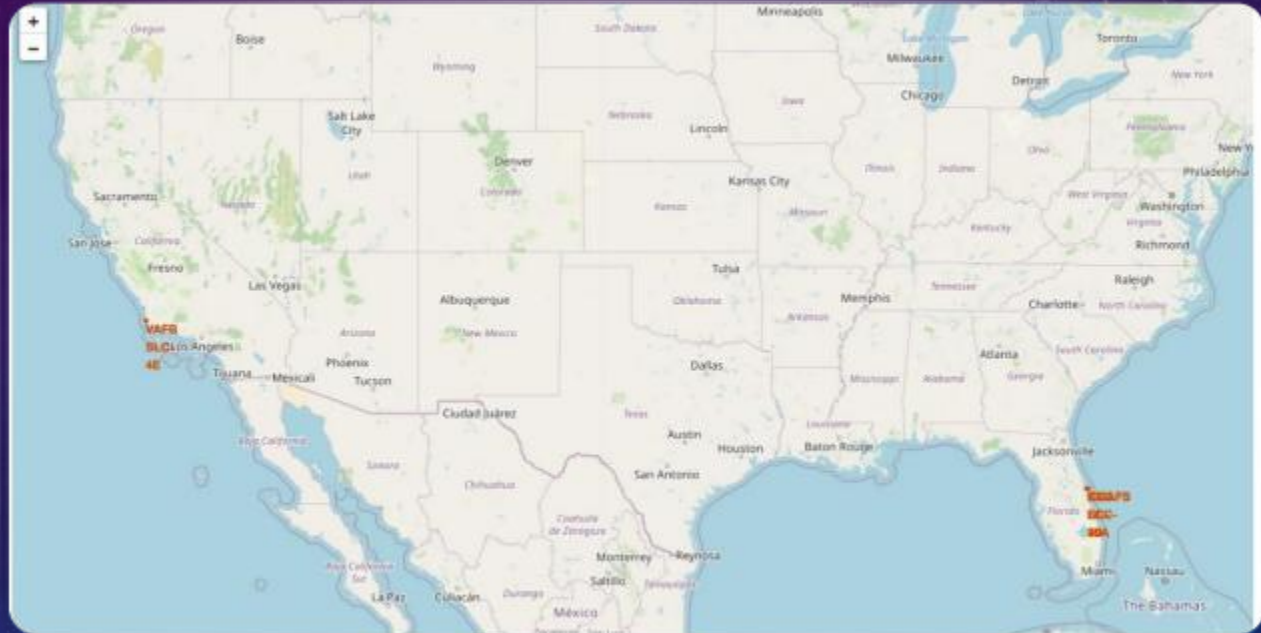 +
−
Minneapolis
Oregon
Boise
South Dakota
Toronto
Lake Michigan
Milwaukee
Wyoming
Detroit
New York
Chicago
Iowa
Salt Lake
City
Nebraska
Lincoln
Pennsylvania
Ohio
New Y
Denver
Utah
Illinois
Indiana
Philadelphia
Kansas City
Colorado
Sacramento
Nevada
West Virginia
Washington
Kansas
Missouri
Virginia
Kentucky
San Jose
California
Richmond
Fresno
Tulsa
Las Vegas
Raleigh
Tennessee
Albuquerque
Memphis
Oklahoma
Charlotte
North Carolina
Arkansas
VAFB
Arizona
New Mexico
SLC-
Los Angeles
South Carolina
Atlanta
4E
Phoenix
Dallas
Tijuana
Mexicali
Tucson
Mississippi
Alabama
Georgia
Ciudad Juárez
Texas
Louisiana
Austin
Baja California
Houston
Baton Rouge
Jacksonville
Sonora
San Antonio
Chihuahua
Florida
Coahuila
de Zaragoza
Monterrey
Reynosa
Baja California
Sur
Saltillo
Tamaulipas
Miami
Nassau
La Paz
Culiacán
Durango
The Bahamas
México